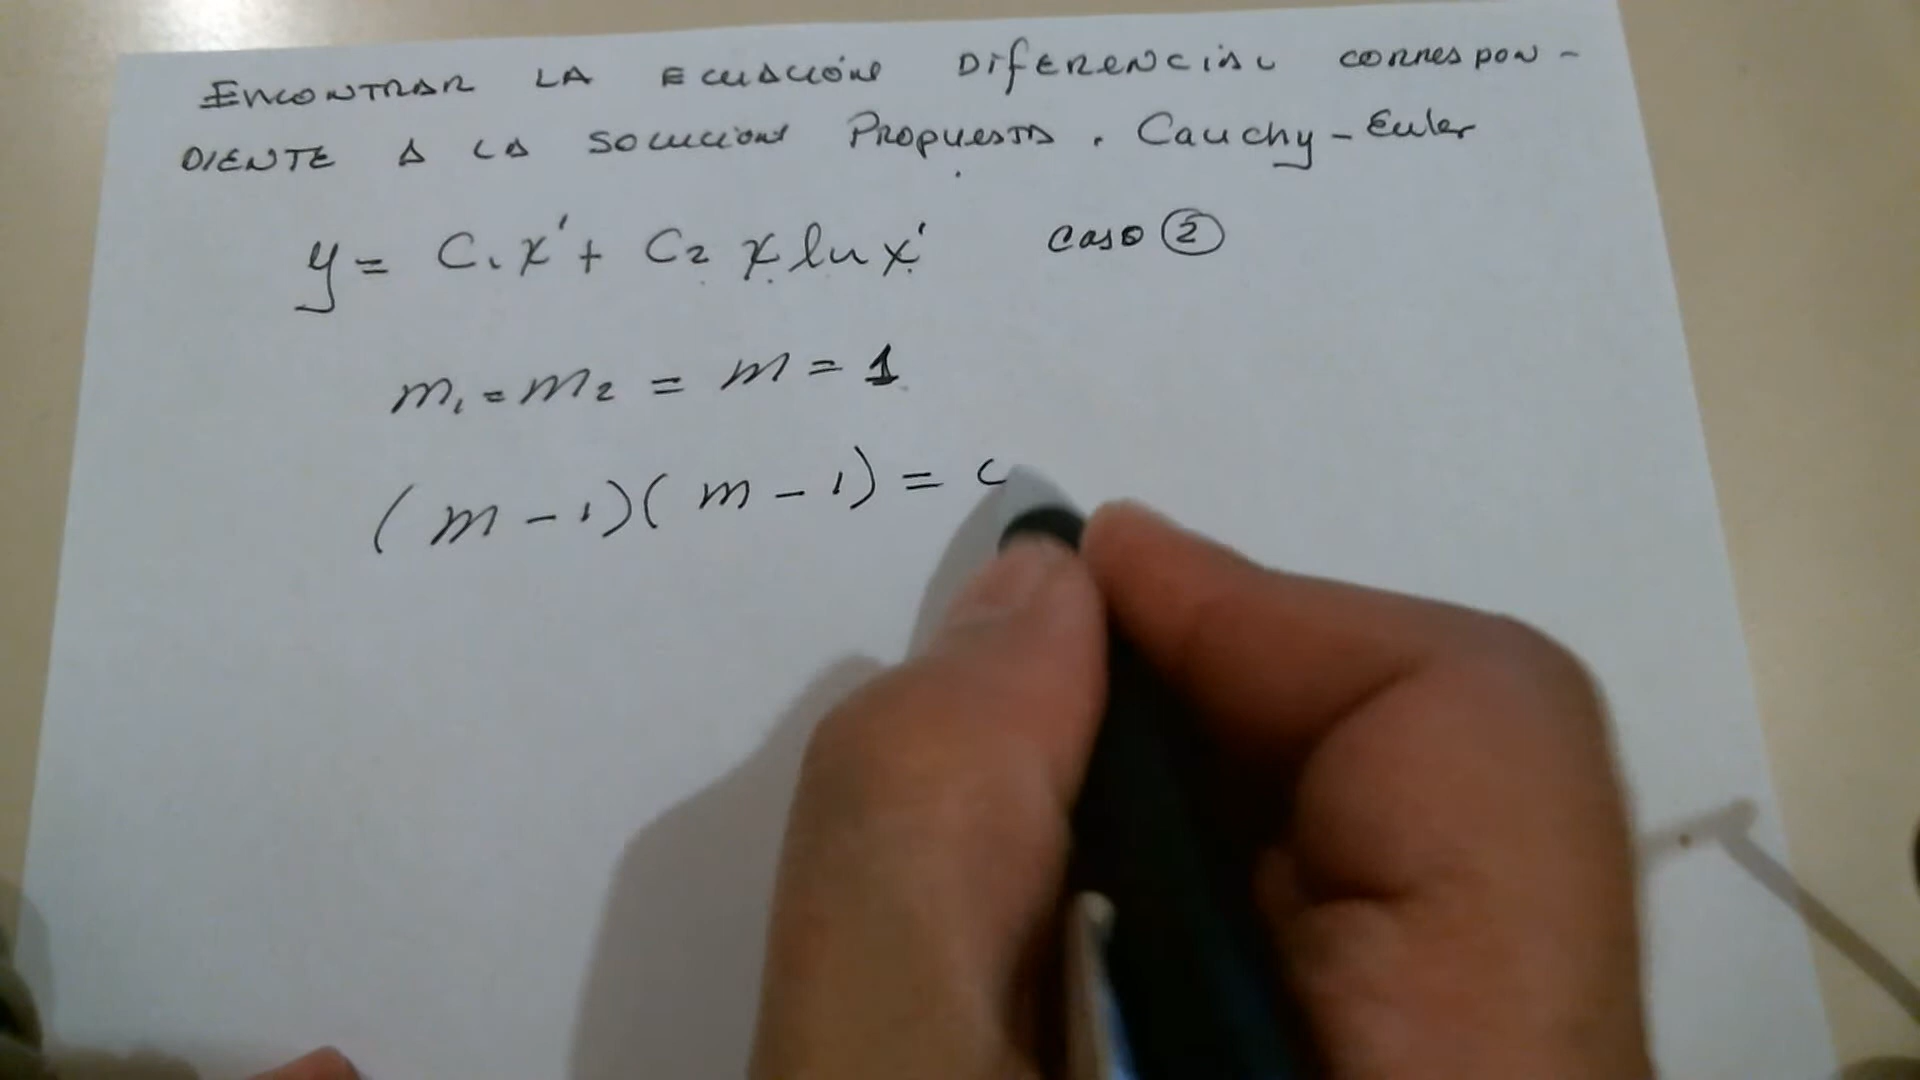 ENCONTRAR LA ECUACIÓN DIFERENCIAL CORRESPON-
DIENTE A LA SOLUCIONS PROPUESTA. Cauchy-Euler
y = C₁x¹ + C₂ x ln x¹ caso ②
m₁ = m₂ = m = 1
(m - 1)(m - 1) =